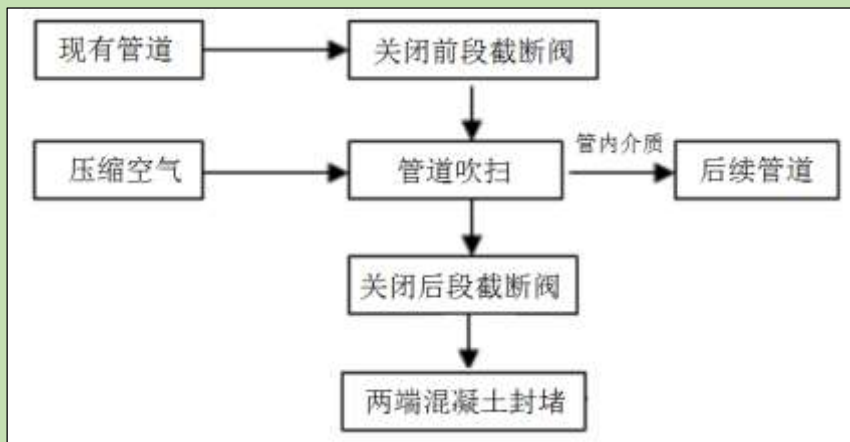 现有管道
关闭前段截断阀
压缩空气
管道吹扫
管内介质
后续管道
关闭后段截断阀
两端混凝土封堵